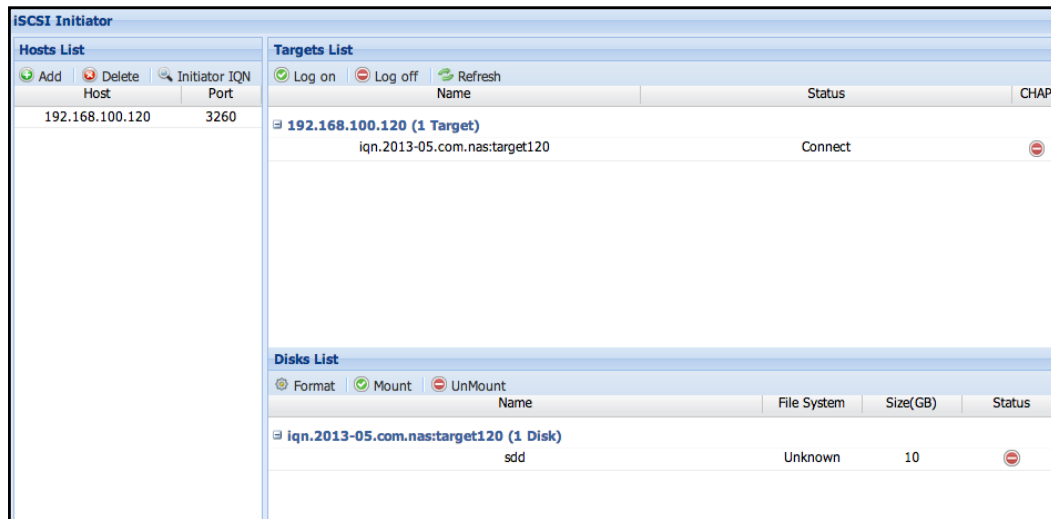 iSCSI Initiator
Hosts List
Add Delete Initiator IQN
Host Port
192.168.100.120 3260
Targets List
Log on Log off Refresh
Name Status CHAP
192.168.100.120 (1 Target)
iqn.2013-05.com.nas:target120 Connect
Disks List
Format Mount UnMount
Name File System Size(GB) Status
iqn.2013-05.com.nas:target120 (1 Disk)
sdd Unknown 10